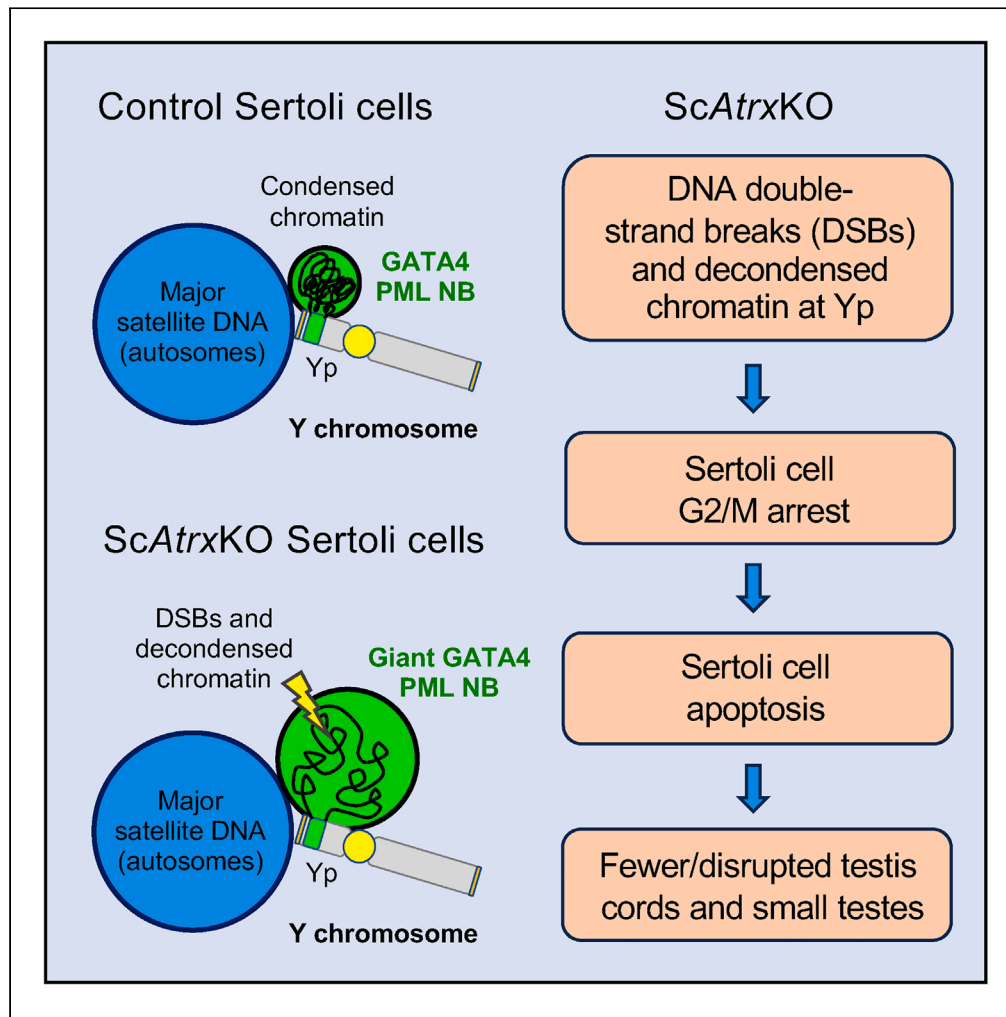 Control Sertoli cells
Condensed
chromatin
GATA4
PML NB
Major
satellite DNA
(autosomes)
Yp
Y chromosome
ScAtrxKO Sertoli cells
DSBs and
decondensed
chromatin
Giant GATA4
PML NB
Major
satellite DNA
(autosomes)
Yp
Y chromosome
ScAtrxKO
DNA double-
strand breaks (DSBs)
and decondensed
chromatin at Yp
Sertoli cell
G2/M arrest
Sertoli cell
apoptosis
Fewer/disrupted testis
cords and small testes